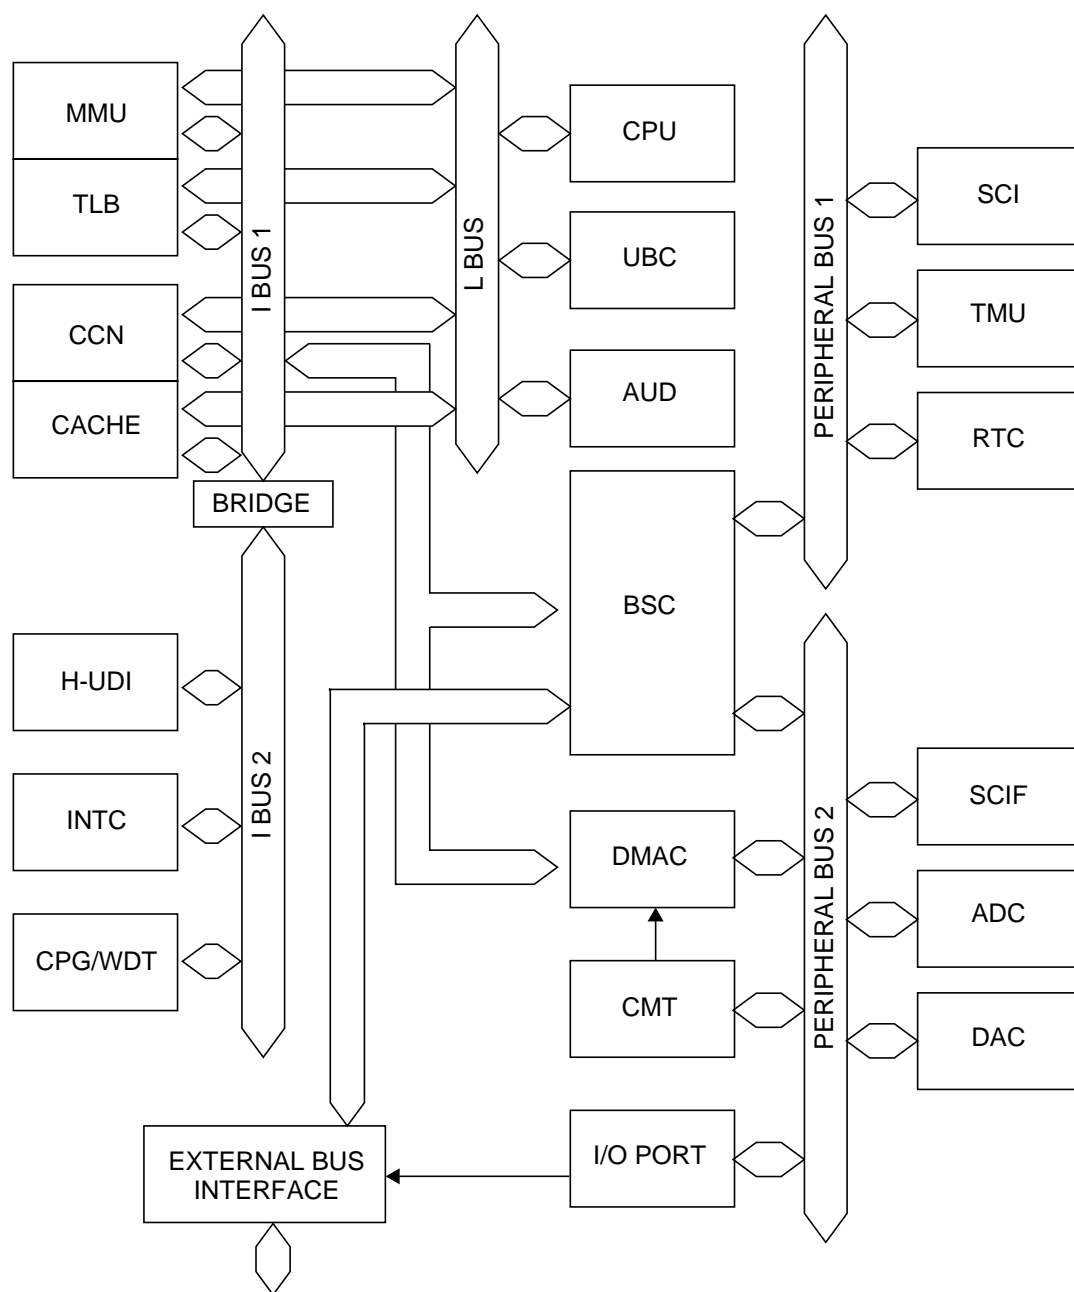 MMU
TLB
CCN
CACHE
I BUS 1
BRIDGE
L BUS
CPU
UBC
AUD
PERIPHERAL BUS 1
SCI
TMU
RTC
BSC
H-UDI
INTC
CPG/WDT
I BUS 2
DMAC
CMT
I/O PORT
PERIPHERAL BUS 2
SCIF
ADC
DAC
EXTERNAL BUS
INTERFACE